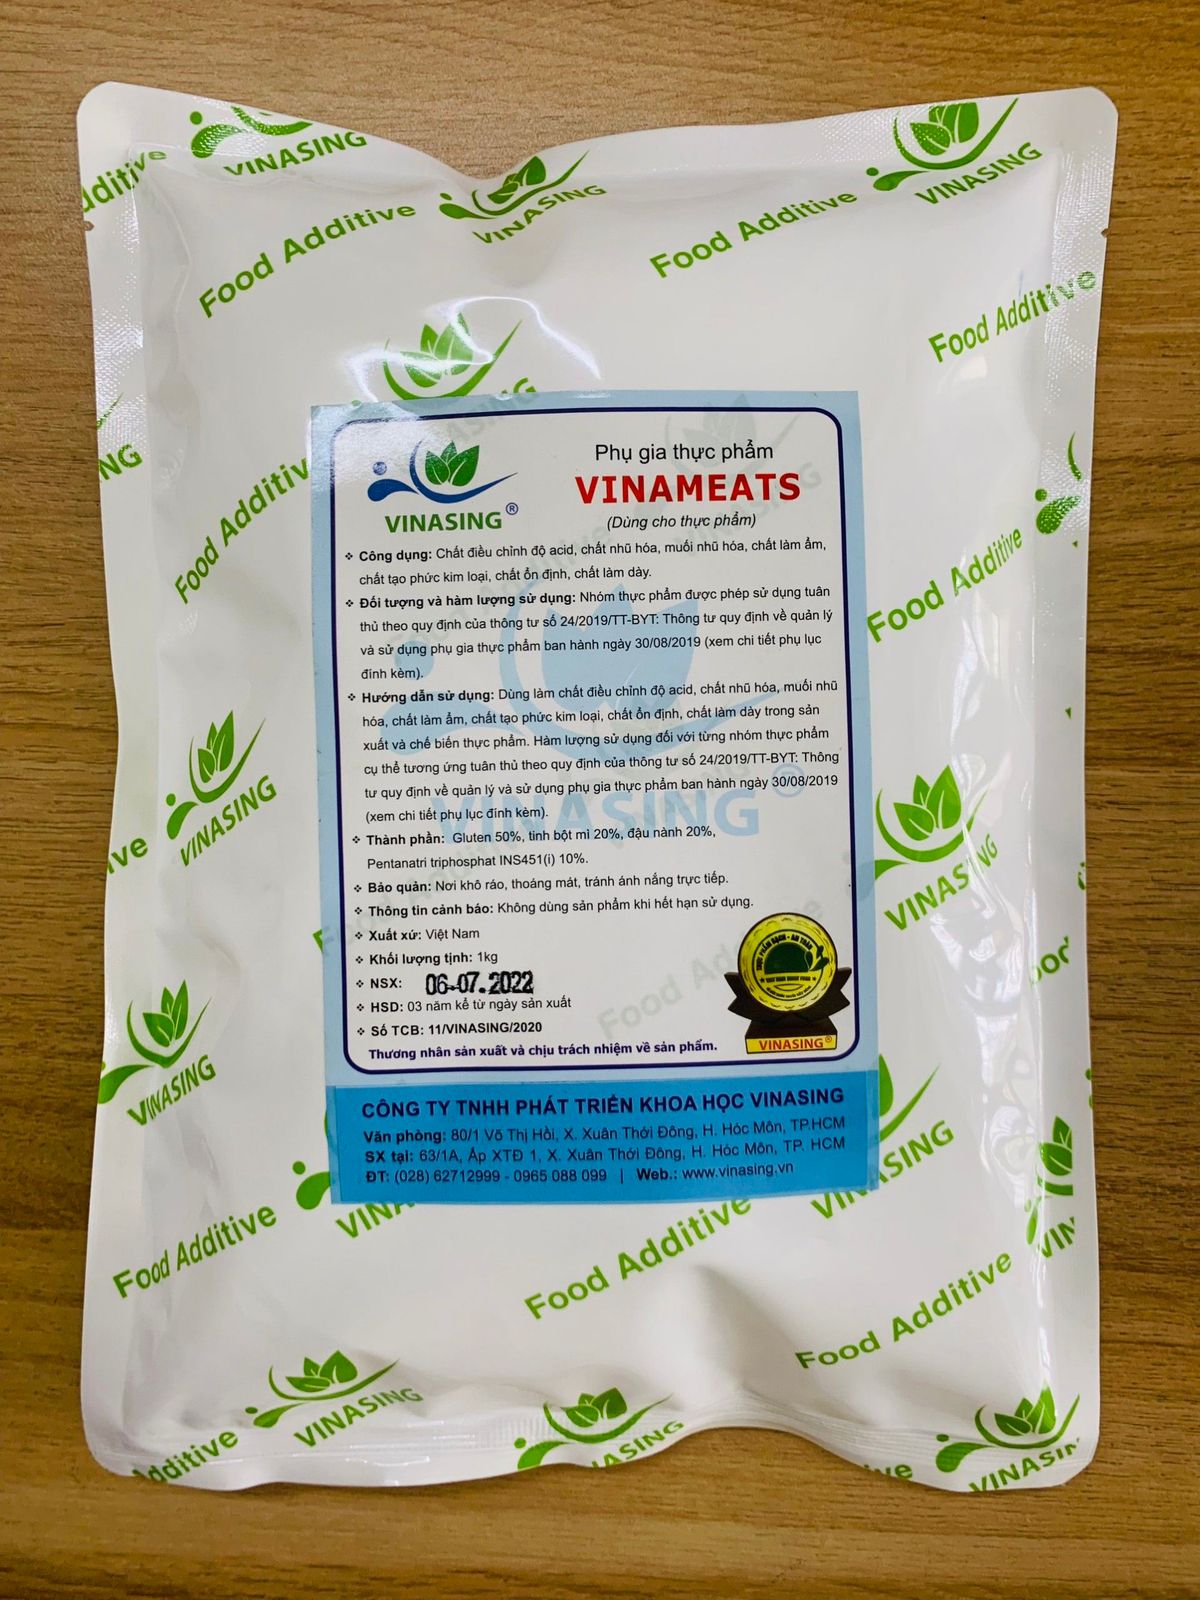 VINASING
Food Additive
VINASING
Food Additive
VINASING
Food Additive
VINASING®
Phụ gia thực phẩm
VINAMEATS
(Dùng cho thực phẩm)
❖ Công dụng: Chất điều chỉnh độ acid, chất nhũ hóa, muối nhũ hóa, chất làm ẩm,
chất tạo phức kim loại, chất ổn định, chất làm dày.
❖ Đối tượng và hàm lượng sử dụng: Nhóm thực phẩm được phép sử dụng tuân
thủ theo quy định của thông tư số 24/2019/TT-BYT: Thông tư quy định về quản lý
và sử dụng phụ gia thực phẩm ban hành ngày 30/08/2019 (xem chi tiết phụ lục
đính kèm).
❖ Hướng dẫn sử dụng: Dùng làm chất điều chỉnh độ acid, chất nhũ hóa, muối nhũ
hóa, chất làm ẩm, chất tạo phức kim loại, chất ổn định, chất làm dày trong sản
xuất và chế biến thực phẩm. Hàm lượng sử dụng đối với từng nhóm thực phẩm
cụ thể tương ứng tuân thủ theo quy định của thông tư số 24/2019/TT-BYT: Thông
tư quy định về quản lý và sử dụng phụ gia thực phẩm ban hành ngày 30/08/2019
(xem chi tiết phụ lục đính kèm).
❖ Thành phần: Gluten 50%, tinh bột mì 20%, đậu nành 20%,
Pentanatri triphosphat INS451(i) 10%.
❖ Bảo quản: Nơi khô ráo, thoáng mát, tránh ánh nắng trực tiếp.
❖ Thông tin cảnh báo: Không dùng sản phẩm khi hết hạn sử dụng.
❖ Xuất xứ: Việt Nam
❖ Khối lượng tịnh: 1kg
❖ NSX: 06-07.2022
❖ HSD: 03 năm kể từ ngày sản xuất
❖ Số TCB: 11/VINASING/2020
Thương nhân sản xuất và chịu trách nhiệm về sản phẩm.
VINASING®
CÔNG TY TNHH PHÁT TRIỂN KHOA HỌC VINASING
Văn phòng: 80/1 Võ Thị Hồi, X. Xuân Thới Đông, H. Hóc Môn, TP.HCM
SX tại: 63/1A, Ấp XTĐ 1, X. Xuân Thới Đông, H. Hóc Môn, TP. HCM
ĐT: (028) 62712999 - 0965 088 099 | Web.: www.vinasing.vn
VINASING®
Food Additive
Food Additive
VINASING
VINASING
VINASING
VINASING
Food Additive
Food Additive
Food Additive
VINASING
VINASING